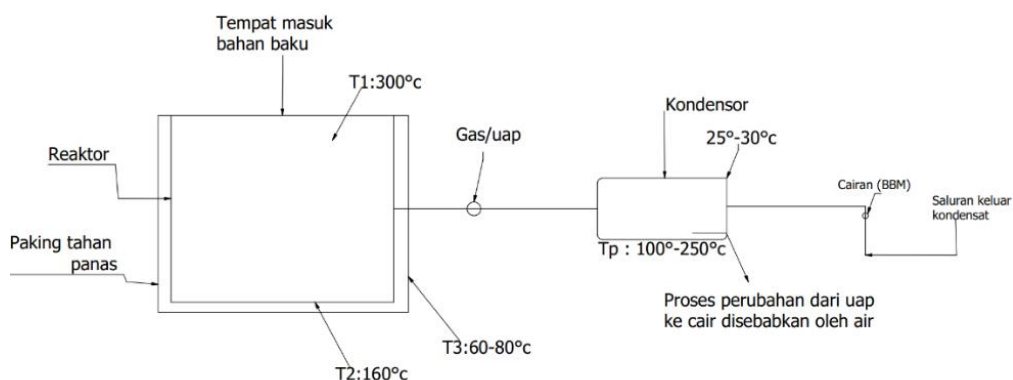 Tempat masuk
bahan baku
T1:300°c
Kondensor
Gas/uap
25°-30°c
Reaktor
Cairan (BBM)
Saluran keluar
kondensat
Paking tahan
panas
Tp : 100°-250°c
Proses perubahan dari uap
ke cair disebabkan oleh air
T3:60-80°c
T2:160°c